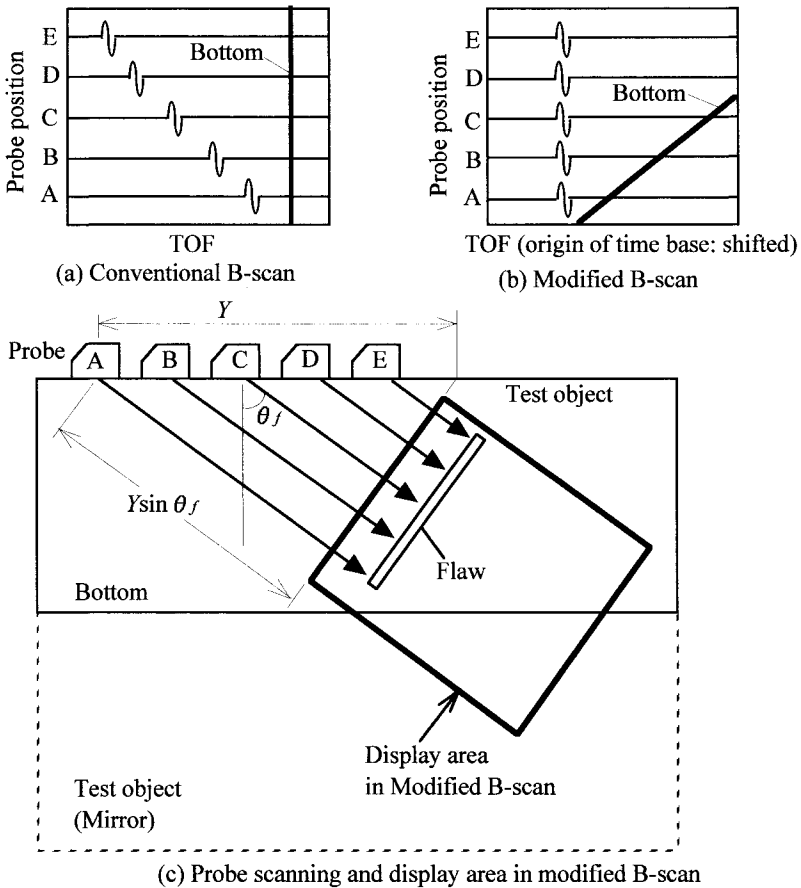 E
D
C
B
A
Probe position
Bottom
TOF
(a) Conventional B-scan
E
D
C
B
A
Probe position
Bottom
TOF (origin of time base: shifted)
(b) Modified B-scan
Y
Probe
A B C D E
Test object
θf
Ysin θf
Flaw
Bottom
Display area
in Modified B-scan
Test object
(Mirror)
(c) Probe scanning and display area in modified B-scan